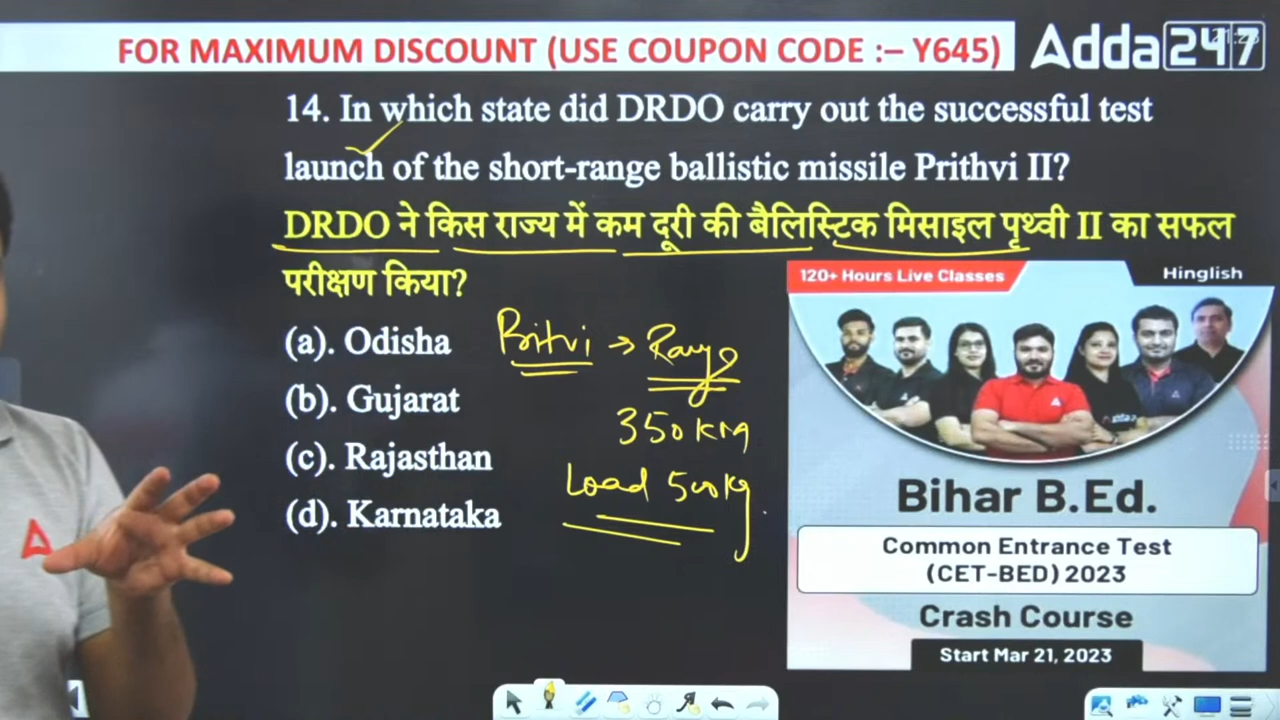 FOR MAXIMUM DISCOUNT (USE COUPON CODE :– Y645)
Adda 247
14. In which state did DRDO carry out the successful test
launch of the short-range ballistic missile Prithvi II?
DRDO ने किस राज्य में कम दूरी की बैलिस्टिक मिसाइल पृथ्वी II का सफल
परीक्षण किया?
(a). Odisha
(b). Gujarat
(c). Rajasthan
(d). Karnataka
Pritvi → Range
350 KM
Load 500kg
120+ Hours Live Classes
Hinglish
Bihar B.Ed.
Common Entrance Test
(CET-BED) 2023
Crash Course
Start Mar 21, 2023